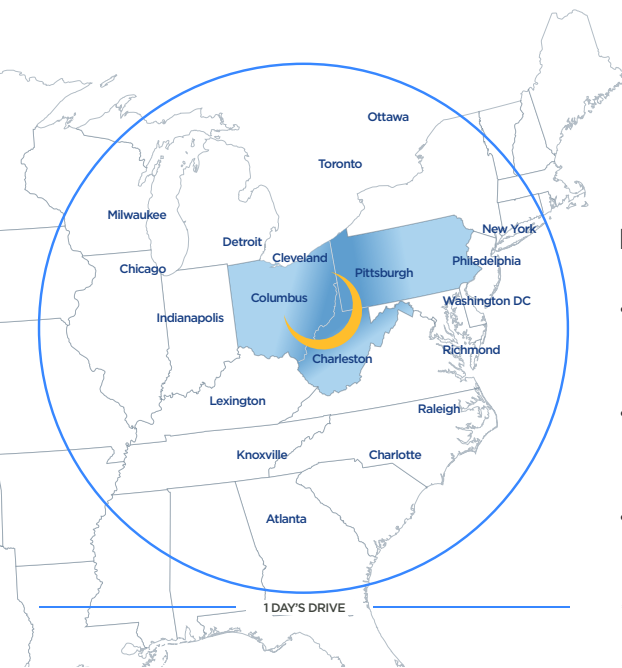 Ottawa
Toronto
Milwaukee
New York
Detroit
Cleveland
Philadelphia
Chicago
Pittsburgh
Columbus
Washington DC
Indianapolis
Richmond
Charleston
Lexington
Raleigh
Knoxville
Charlotte
Atlanta
1 DAY'S DRIVE